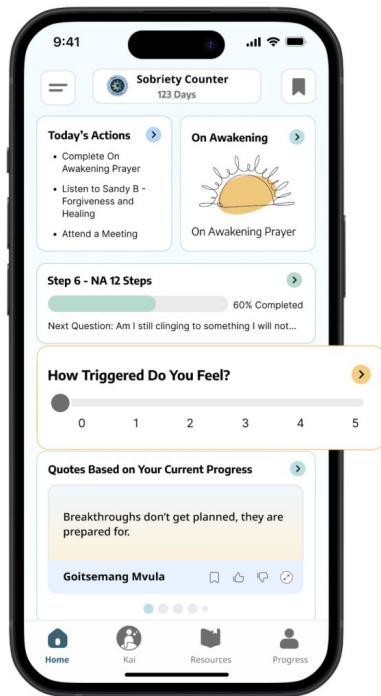 9:41
Sobriety Counter
123 Days
Today's Actions
• Complete On
Awakening Prayer
• Listen to Sandy B -
Forgiveness and
Healing
• Attend a Meeting
On Awakening
On Awakening Prayer
Step 6 - NA 12 Steps
60% Completed
Next Question: Am I still clinging to something I will not...
How Triggered Do You Feel?
0 1 2 3 4 5
Quotes Based on Your Current Progress
Breakthroughs don't get planned, they are
prepared for.
Goitsemang Mvula
Home Kai Resources Progress